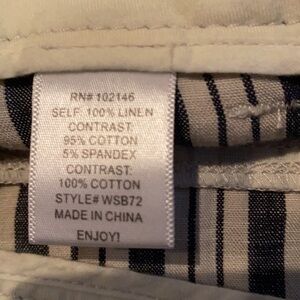 RN# 102146
SELF: 100% LINEN
CONTRAST:
95% COTTON
5% SPANDEX
CONTRAST:
100% COTTON
STYLE# WSB72
MADE IN CHINA
ENJOY!